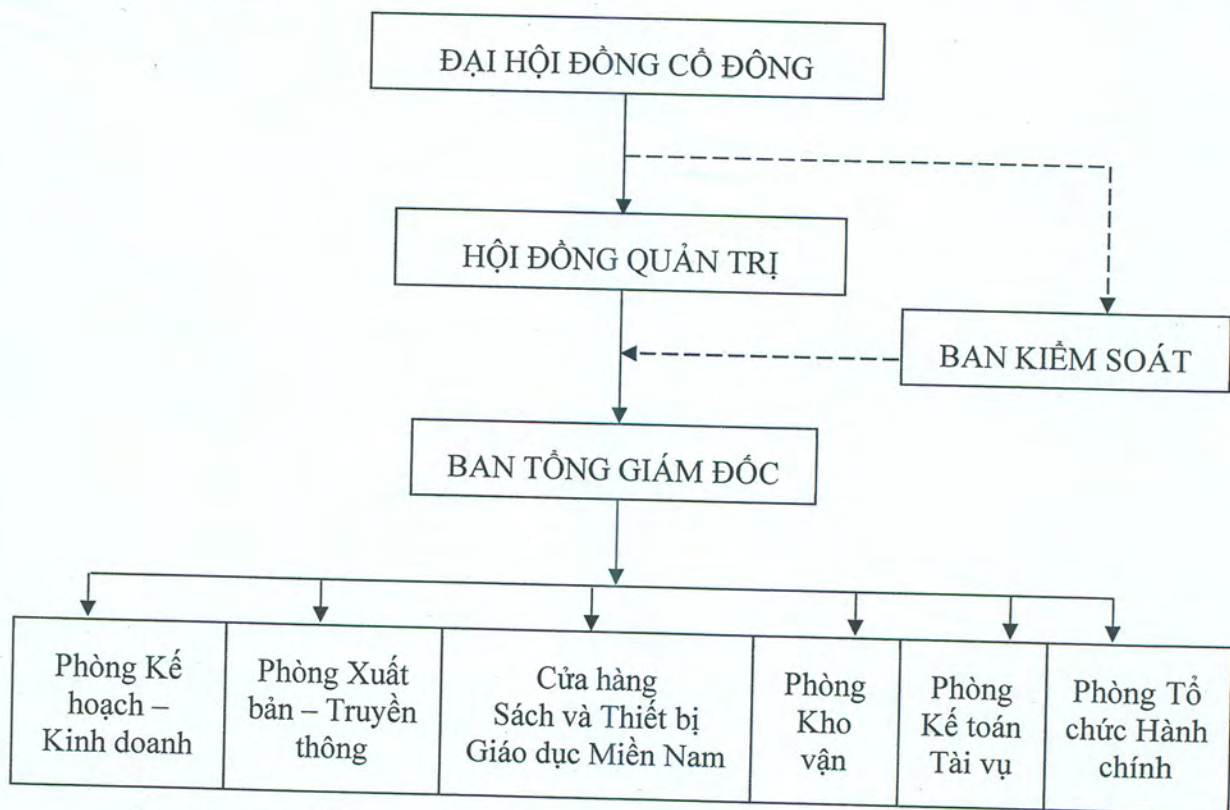 ĐẠI HỘI ĐỒNG CỔ ĐÔNG
HỘI ĐỒNG QUẢN TRỊ
BAN KIỂM SOÁT
BAN TỔNG GIÁM ĐỐC
Phòng Kế
hoạch –
Kinh doanh
Phòng Xuất
bản – Truyền
thông
Cửa hàng
Sách và Thiết bị
Giáo dục Miền Nam
Phòng
Kho
vận
Phòng
Kế toán
Tài vụ
Phòng Tổ
chức Hành
chính